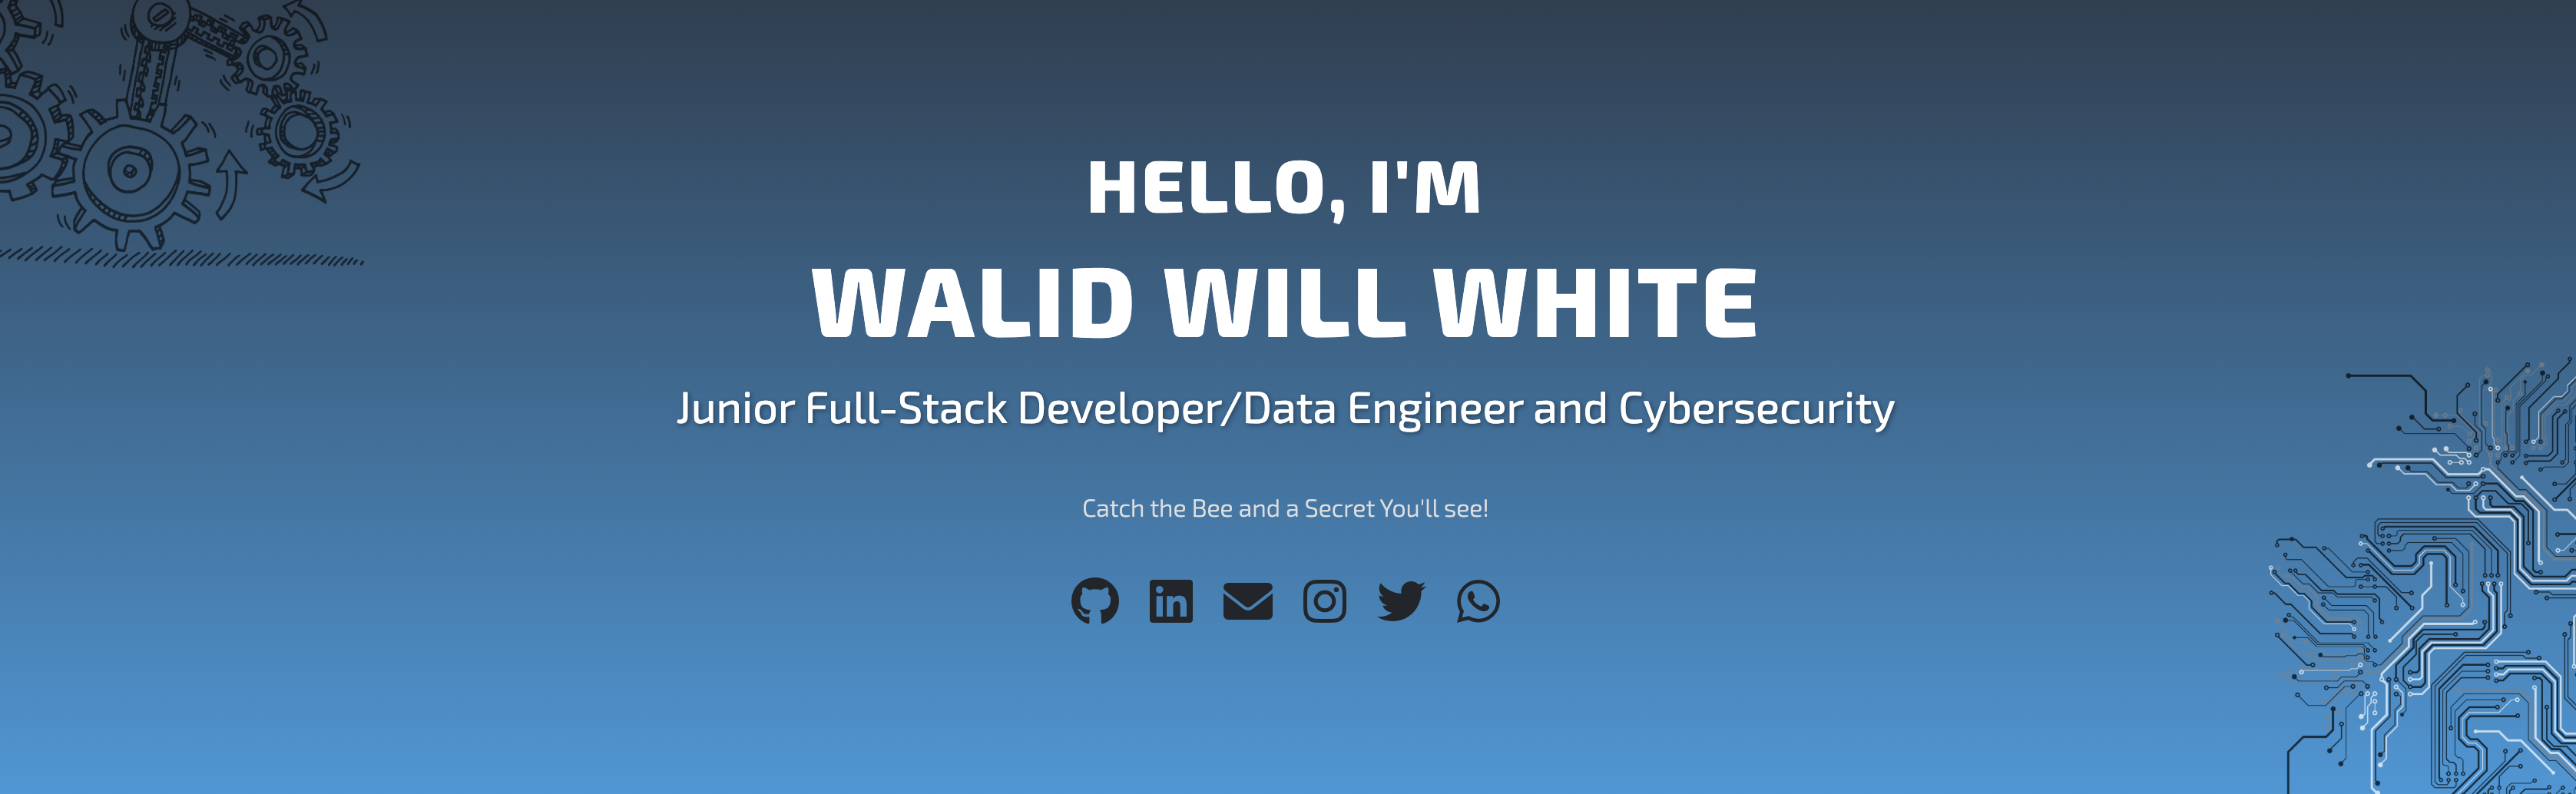 HELLO, I'M
WALID WILL WHITE
Junior Full-Stack Developer/Data Engineer and Cybersecurity
Catch the Bee and a Secret You'll see!